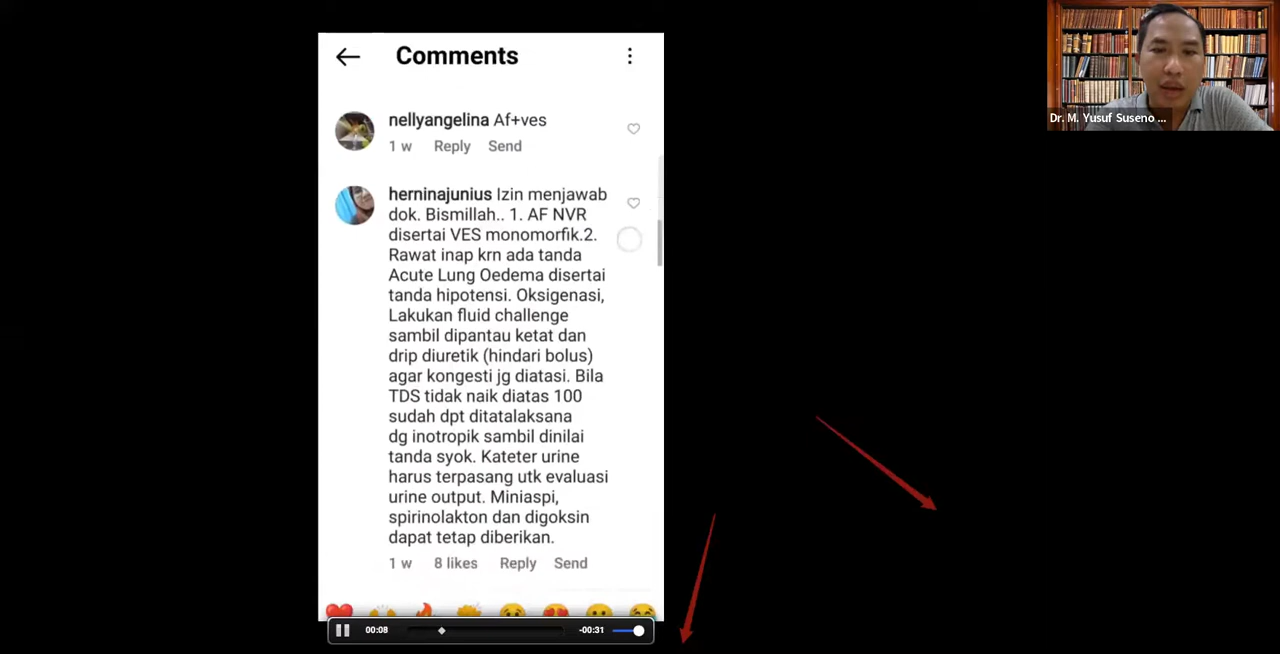 Comments
nellyangelina Af+ves
1 w Reply Send
herninajunius Izin menjawab
dok. Bismillah.. 1. AF NVR
disertai VES monomorfik.2.
Rawat inap krn ada tanda
Acute Lung Oedema disertai
tanda hipotensi. Oksigenasi,
Lakukan fluid challenge
sambil dipantau ketat dan
drip diuretik (hindari bolus)
agar kongesti jg diatasi. Bila
TDS tidak naik diatas 100
sudah dpt ditatalaksana
dg inotropik sambil dinilai
tanda syok. Kateter urine
harus terpasang utk evaluasi
urine output. Miniaspi,
spirinolakton dan digoksin
dapat tetap diberikan.
1 w 8 likes Reply Send
00:08 -00:31
Dr. M. Yusuf Suseno ...